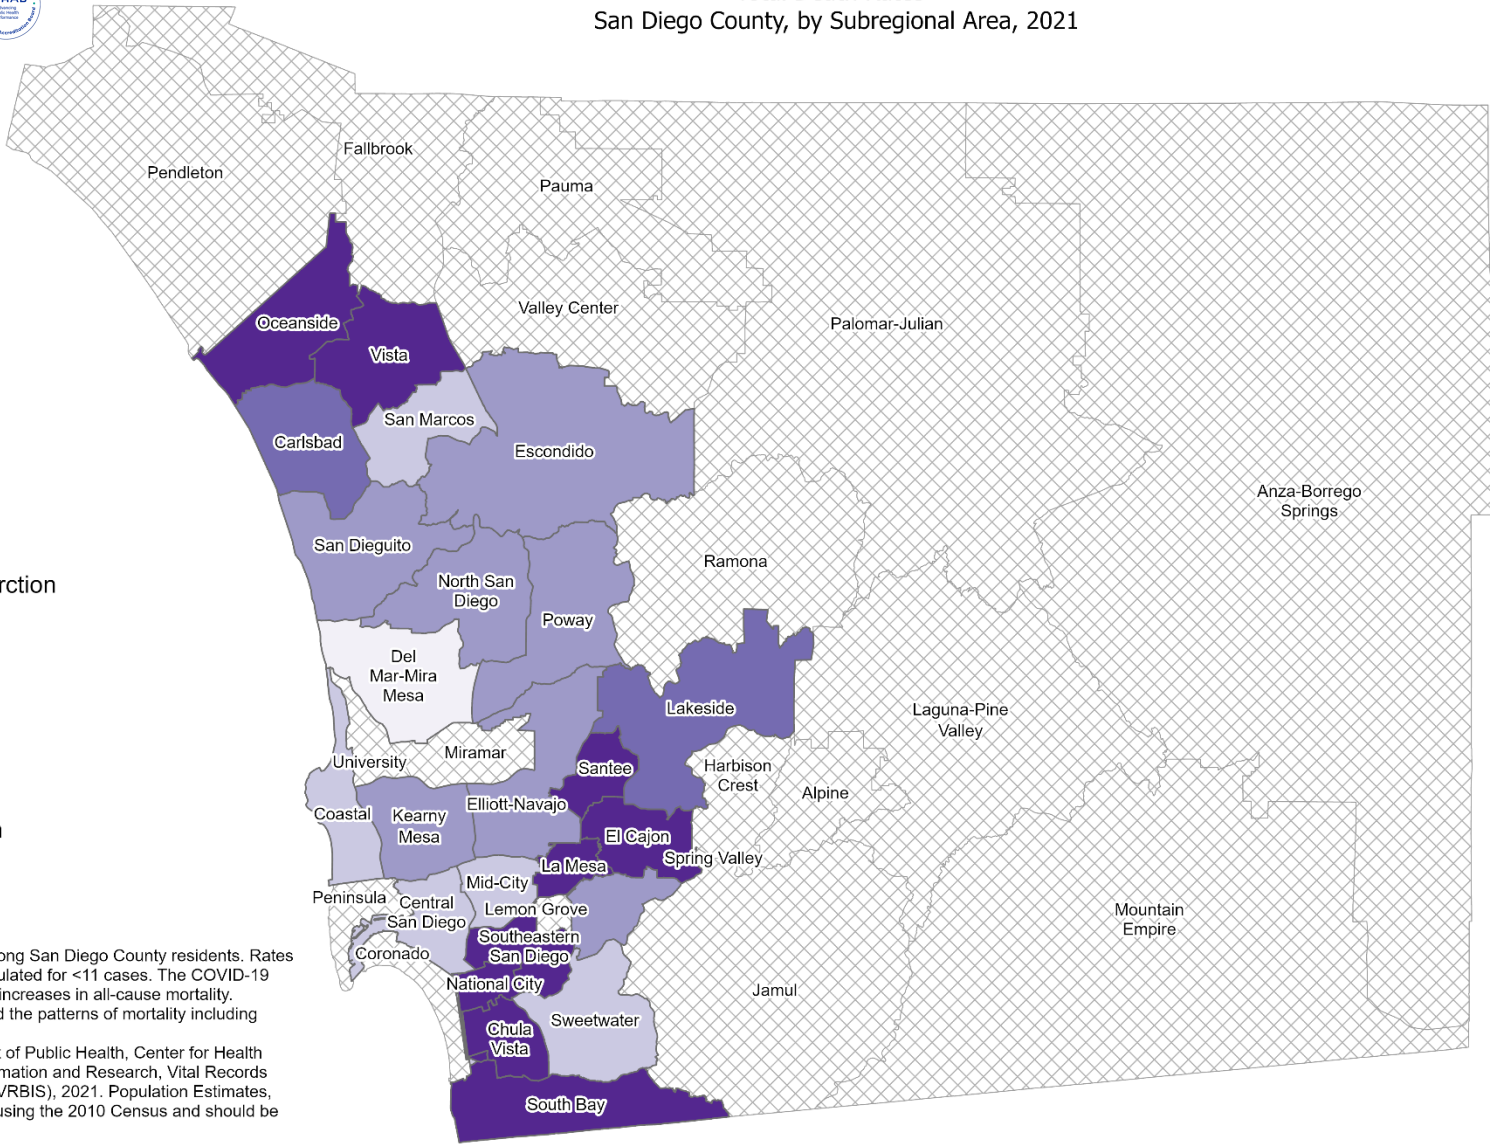 San Diego County, by Subregional Area, 2021
Fallbrook
Pendleton
Pauma
Valley Center
Oceanside
Palomar-Julian
Vista
San Marcos
Carlsbad
Escondido
Anza-Borrego
Springs
San Dieguito
Ramona
North San
Diego
rction
Poway
Del
Mar-Mira
Mesa
Lakeside
Laguna-Pine
Valley
Miramar
University
Santee
Harbison
Crest
Alpine
Elliott-Navajo
Coastal
Kearny
Mesa
El Cajon
Spring Valley
La Mesa
Mid-City
Peninsula
Central
San Diego
Lemon Grove
Mountain
Empire
Southeastern
San Diego
Coronado
National City
Jamul
Sweetwater
Chula
Vista
South Bay
ong San Diego County residents. Rates
ulated for <11 cases. The COVID-19
increases in all-cause mortality.
d the patterns of mortality including
of Public Health, Center for Health
mation and Research, Vital Records
VRBIS), 2021. Population Estimates,
using the 2010 Census and should be